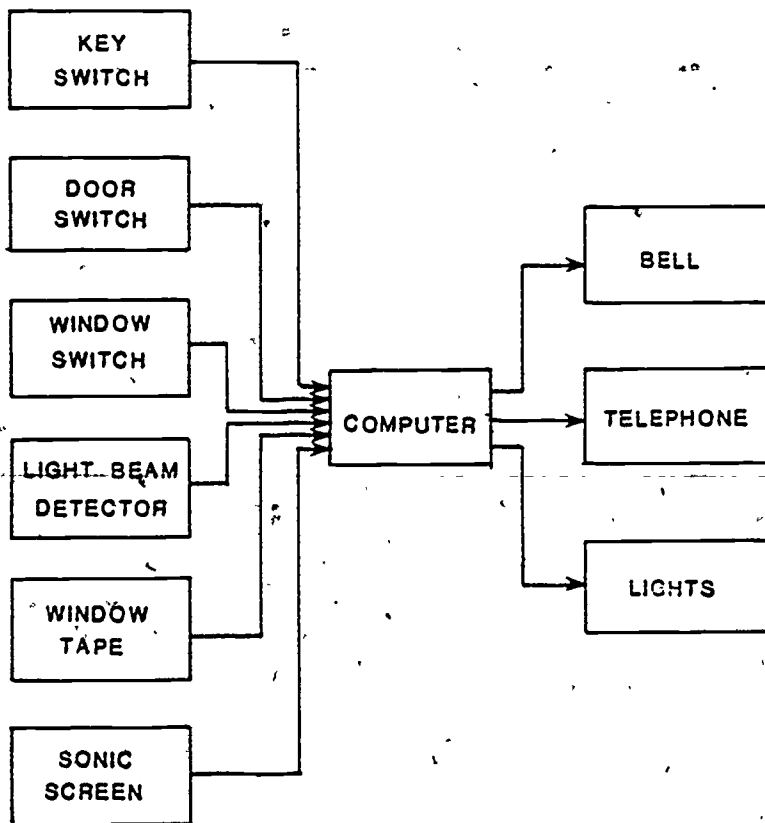 KEY
SWITCH
DOOR
SWITCH
WINDOW
SWITCH
LIGHT BEAM
DETECTOR
WINDOW
TAPE
SONIC
SCREEN
COMPUTER
BELL
TELEPHONE
LIGHTS